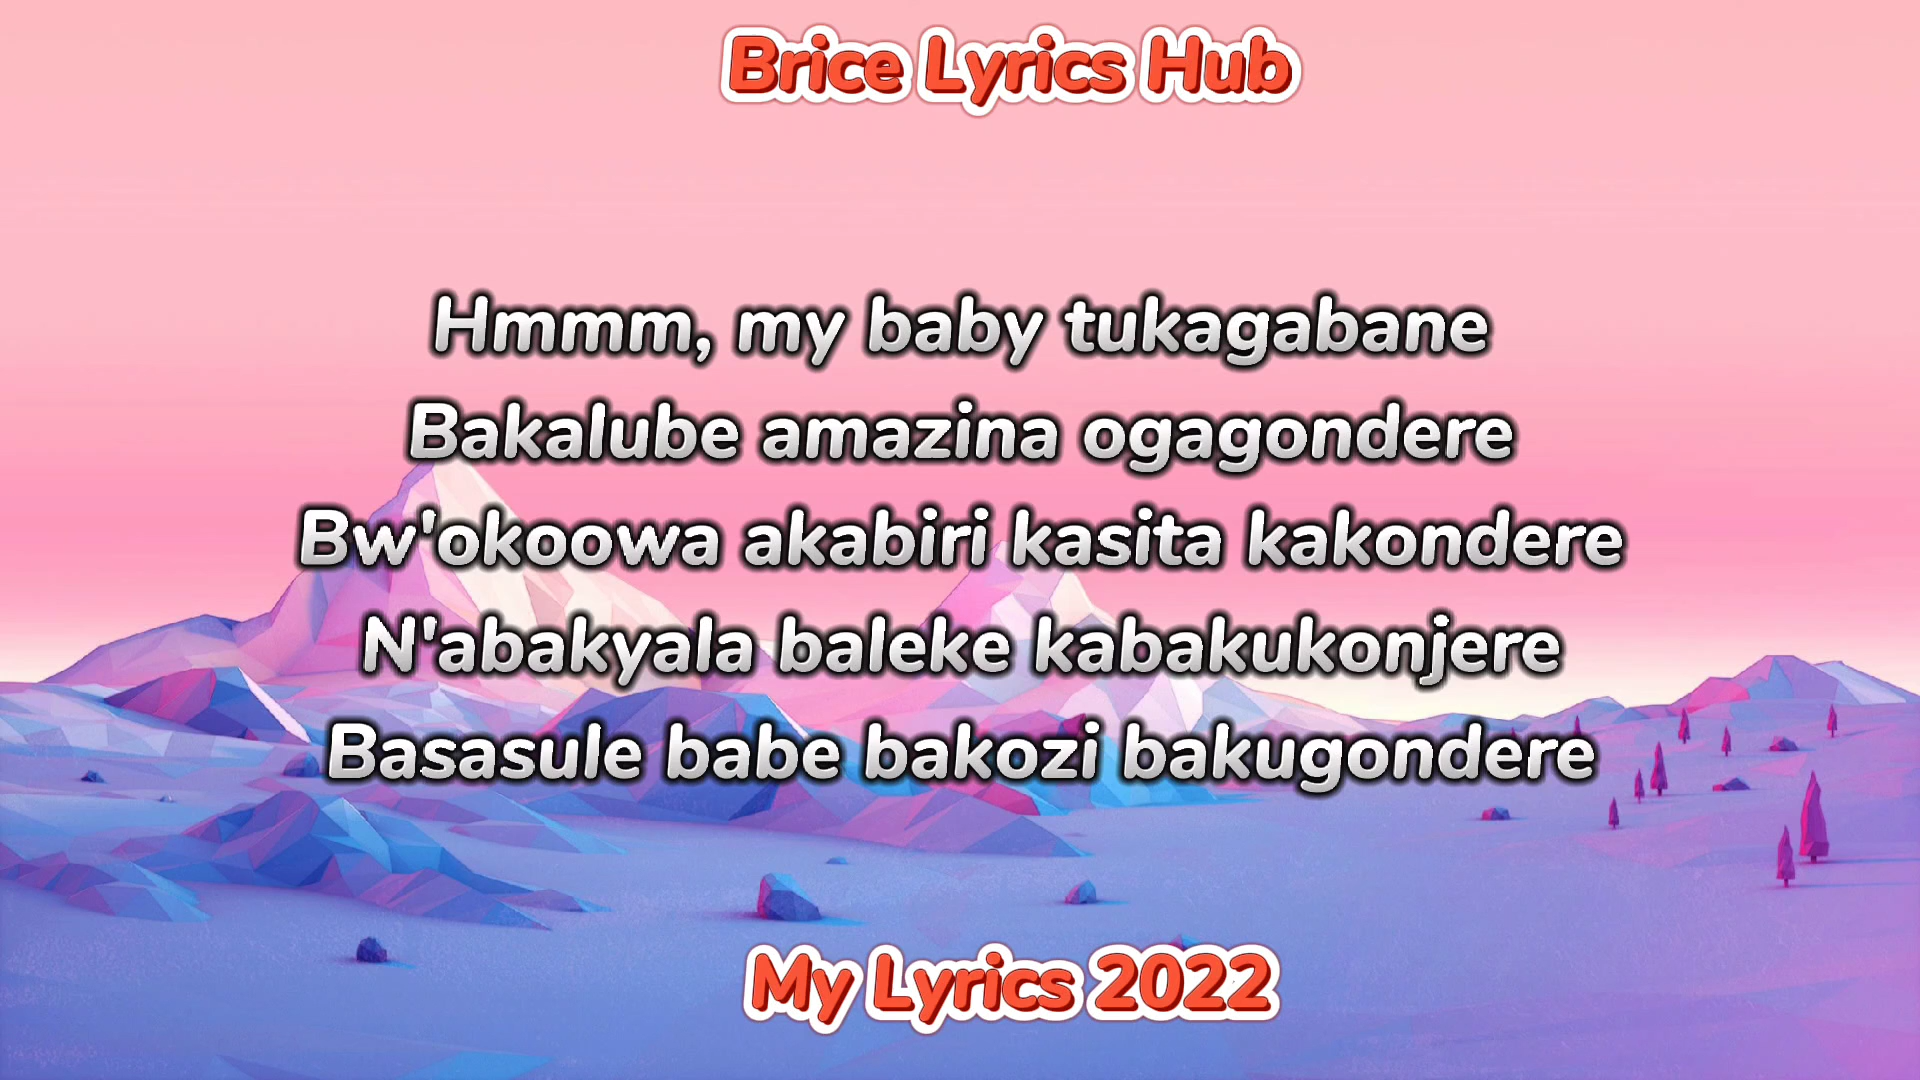 Brice Lyrics Hub
Hmmm, my baby tukagabane
Bakalube amazina ogagondere
Bw'okoowa akabiri kasita kakondere
N'abakyala baleke kabakukonjere
Basasule babe bakozi bakugondere
My Lyrics 2022